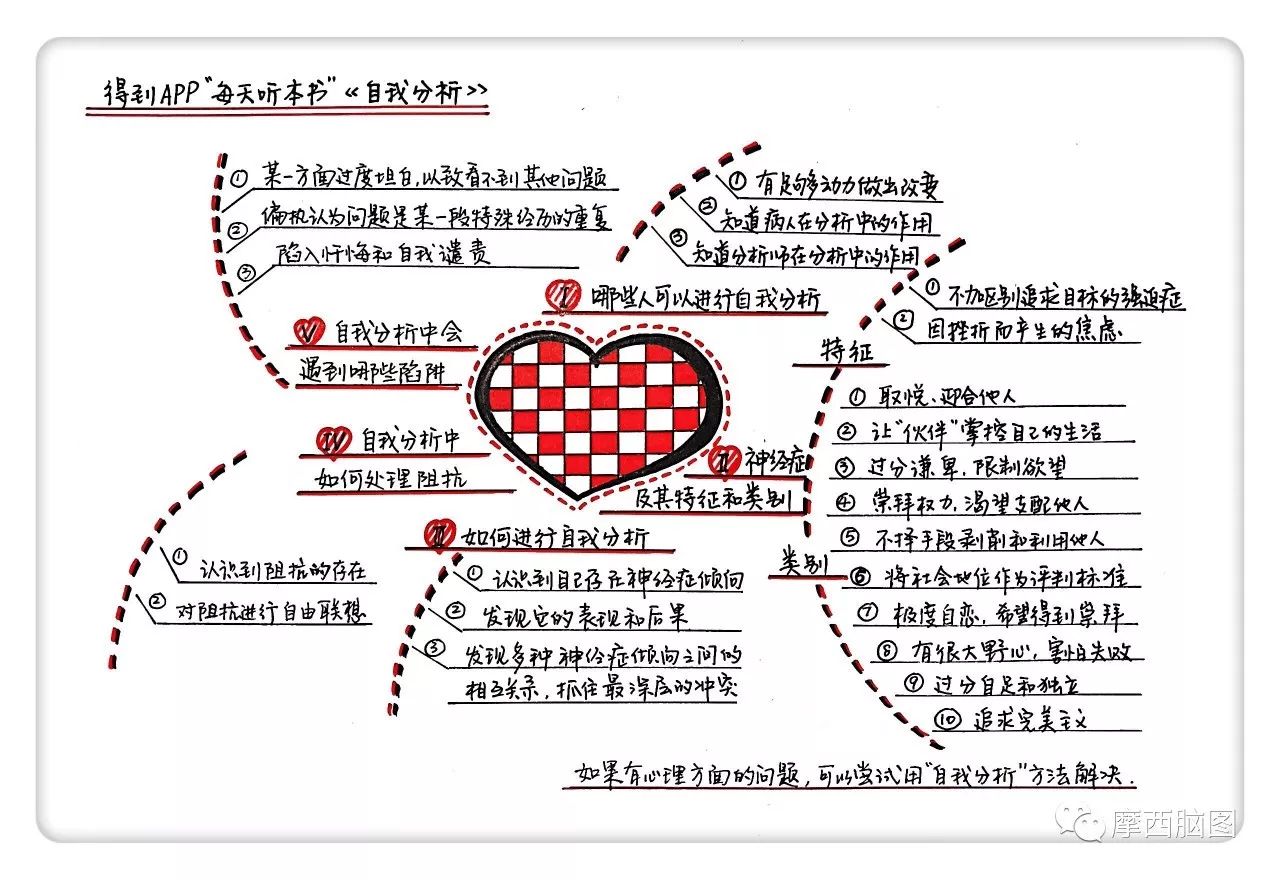 得到APP"每天听本书"《自我分析》
Ⅰ 哪些人可以进行自我分析
① 有足够多动力做出改变
② 知道病人在分析中的作用
③ 知道分析师在分析中的作用
Ⅱ 神经症
及其特征和类别
特征
① 不加区别追求目标的强迫症
② 因挫折而产生的焦虑
类别
① 取悦、迎合他人
② 让"伙伴"掌控自己的生活
③ 过分谦卑,限制欲望
④ 崇拜权力,渴望支配他人
⑤ 不择手段剥削和利用他人
⑥ 将社会地位作为评判标准
⑦ 极度自恋,希望得到崇拜
⑧ 有很大野心,害怕失败
⑨ 过分自足和独立
⑩ 追求完美主义
Ⅲ 如何进行自我分析
① 认识到自己存在神经症倾向
② 发现它的表现和后果
③ 发现多种神经症倾向之间的
相互关系,抓住最深层的冲突
Ⅳ 自我分析中
如何处理阻抗
① 认识到阻抗的存在
② 对阻抗进行自由联想
Ⅴ 自我分析中会
遇到哪些陷阱
① 某一方面过度坦白,以致看不到其他问题
② 偏执认为问题是某一段特殊经历的重复
③ 陷入忏悔和自我谴责
如果有心理方面的问题,可以尝试用"自我分析"方法解决.
摩西脑图